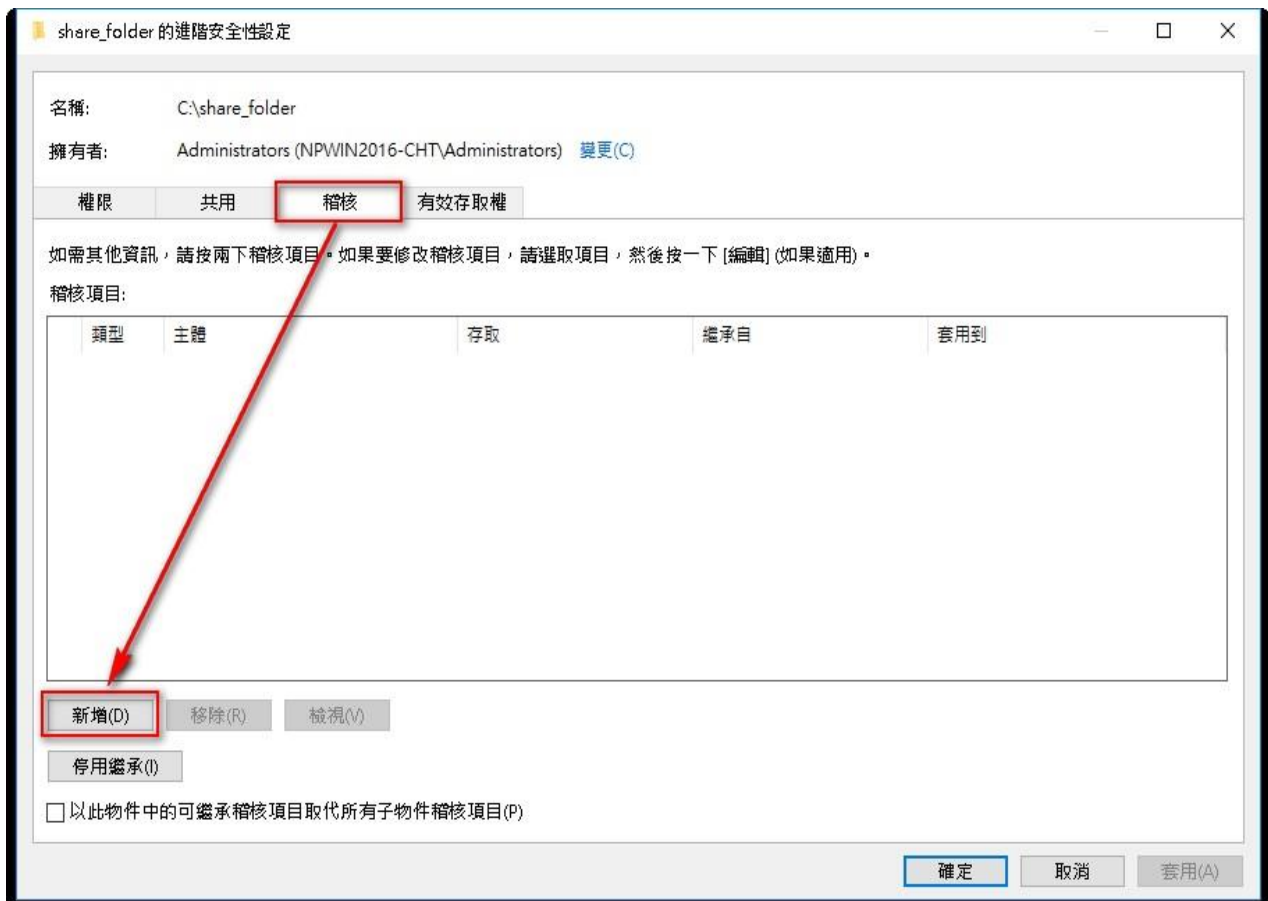 share_folder 的進階安全性設定
名稱: C:\share_folder
擁有者: Administrators (NPWIN2016-CHT\Administrators) 變更(C)
權限 共用 稽核 有效存取權
如需其他資訊，請按兩下稽核項目。如果要修改稽核項目，請選取項目，然後按一下 [編輯] (如果適用)。
稽核項目:
類型 主體 存取 繼承自 套用到
新增(D) 移除(R) 檢視(V)
停用繼承(I)
以此物件中的可繼承稽核項目取代所有子物件稽核項目(P)
確定 取消 套用(A)